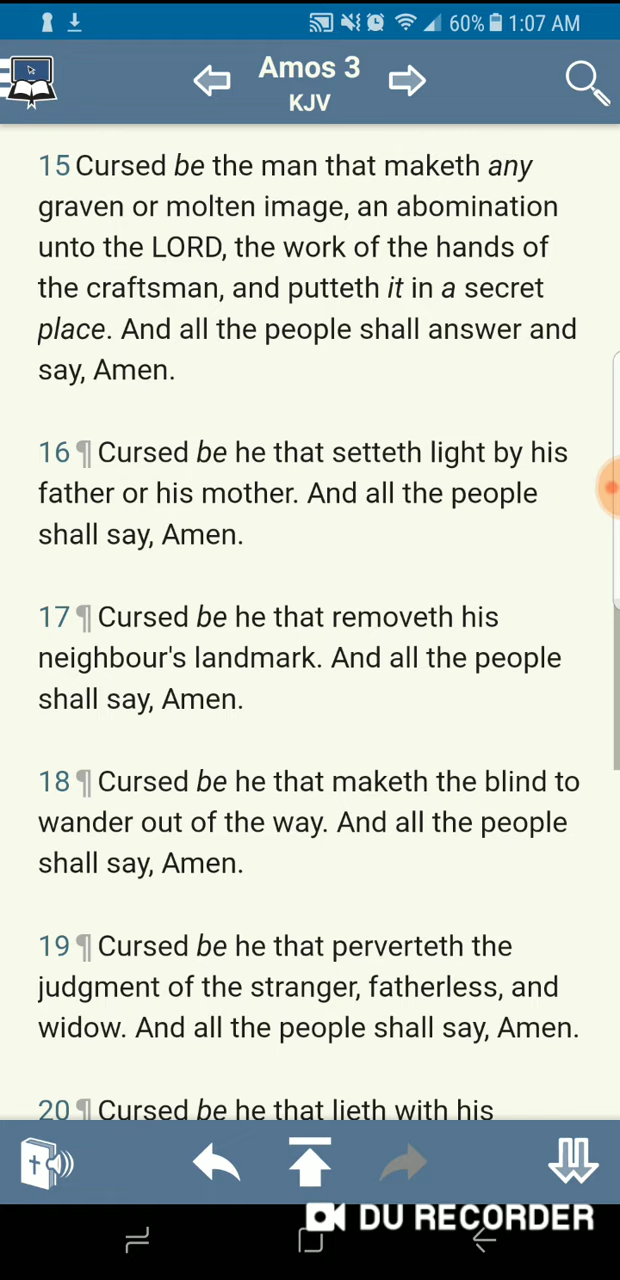 60% 1:07 AM
Amos 3
KJV
15 Cursed be the man that maketh any
graven or molten image, an abomination
unto the LORD, the work of the hands of
the craftsman, and putteth it in a secret
place. And all the people shall answer and
say, Amen.
16 ¶ Cursed be he that setteth light by his
father or his mother. And all the people
shall say, Amen.
17 ¶ Cursed be he that removeth his
neighbour's landmark. And all the people
shall say, Amen.
18 ¶ Cursed be he that maketh the blind to
wander out of the way. And all the people
shall say, Amen.
19 ¶ Cursed be he that perverteth the
judgment of the stranger, fatherless, and
widow. And all the people shall say, Amen.
20 ¶ Cursed be he that lieth with his
DU RECORDER